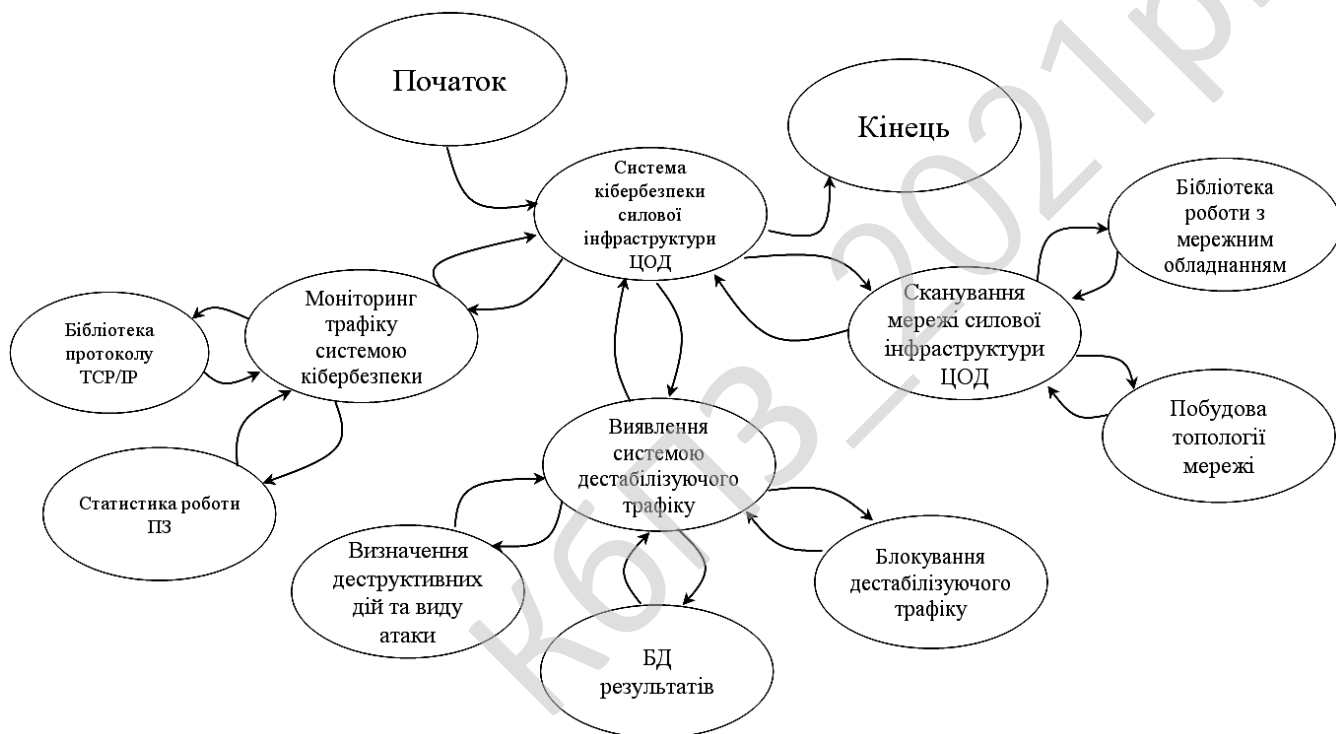 Початок
Кінець
Система
кібербезпеки
силової
інфраструктури
ЦОД
Бібліотека
роботи з
мережним
обладнанням
Моніторинг
трафіку
системою
кібербезпеки
Сканування
мережі силової
інфраструктури
ЦОД
Бібліотека
протоколу
TCP/IP
Побудова
топології
мережі
Виявлення
системою
дестабілізуючого
трафіку
Статистика роботи
ПЗ
Визначення
деструктивних
дій та виду
атаки
Блокування
дестабілізуючого
трафіку
БД
результатів
КбПЗ_2021р.